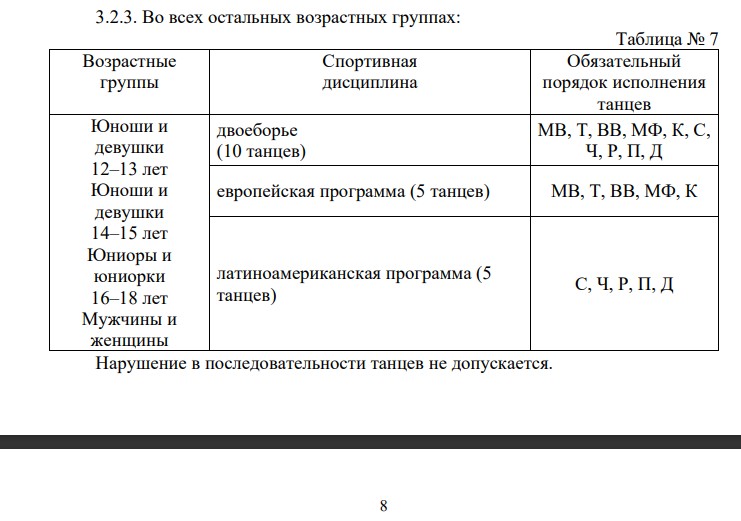 3.2.3. Во всех остальных возрастных группах:
Таблица № 7
Возрастные
группы
Спортивная
дисциплина
Обязательный
порядок исполнения
танцев
Юноши и
девушки
12–13 лет
Юноши и
девушки
14–15 лет
Юниоры и
юниорки
16–18 лет
Мужчины и
женщины
двоеборье
(10 танцев)
МВ, Т, ВВ, МФ, К, С,
Ч, Р, П, Д
европейская программа (5 танцев)
МВ, Т, ВВ, МФ, К
латиноамериканская программа (5
танцев)
С, Ч, Р, П, Д
Нарушение в последовательности танцев не допускается.
8